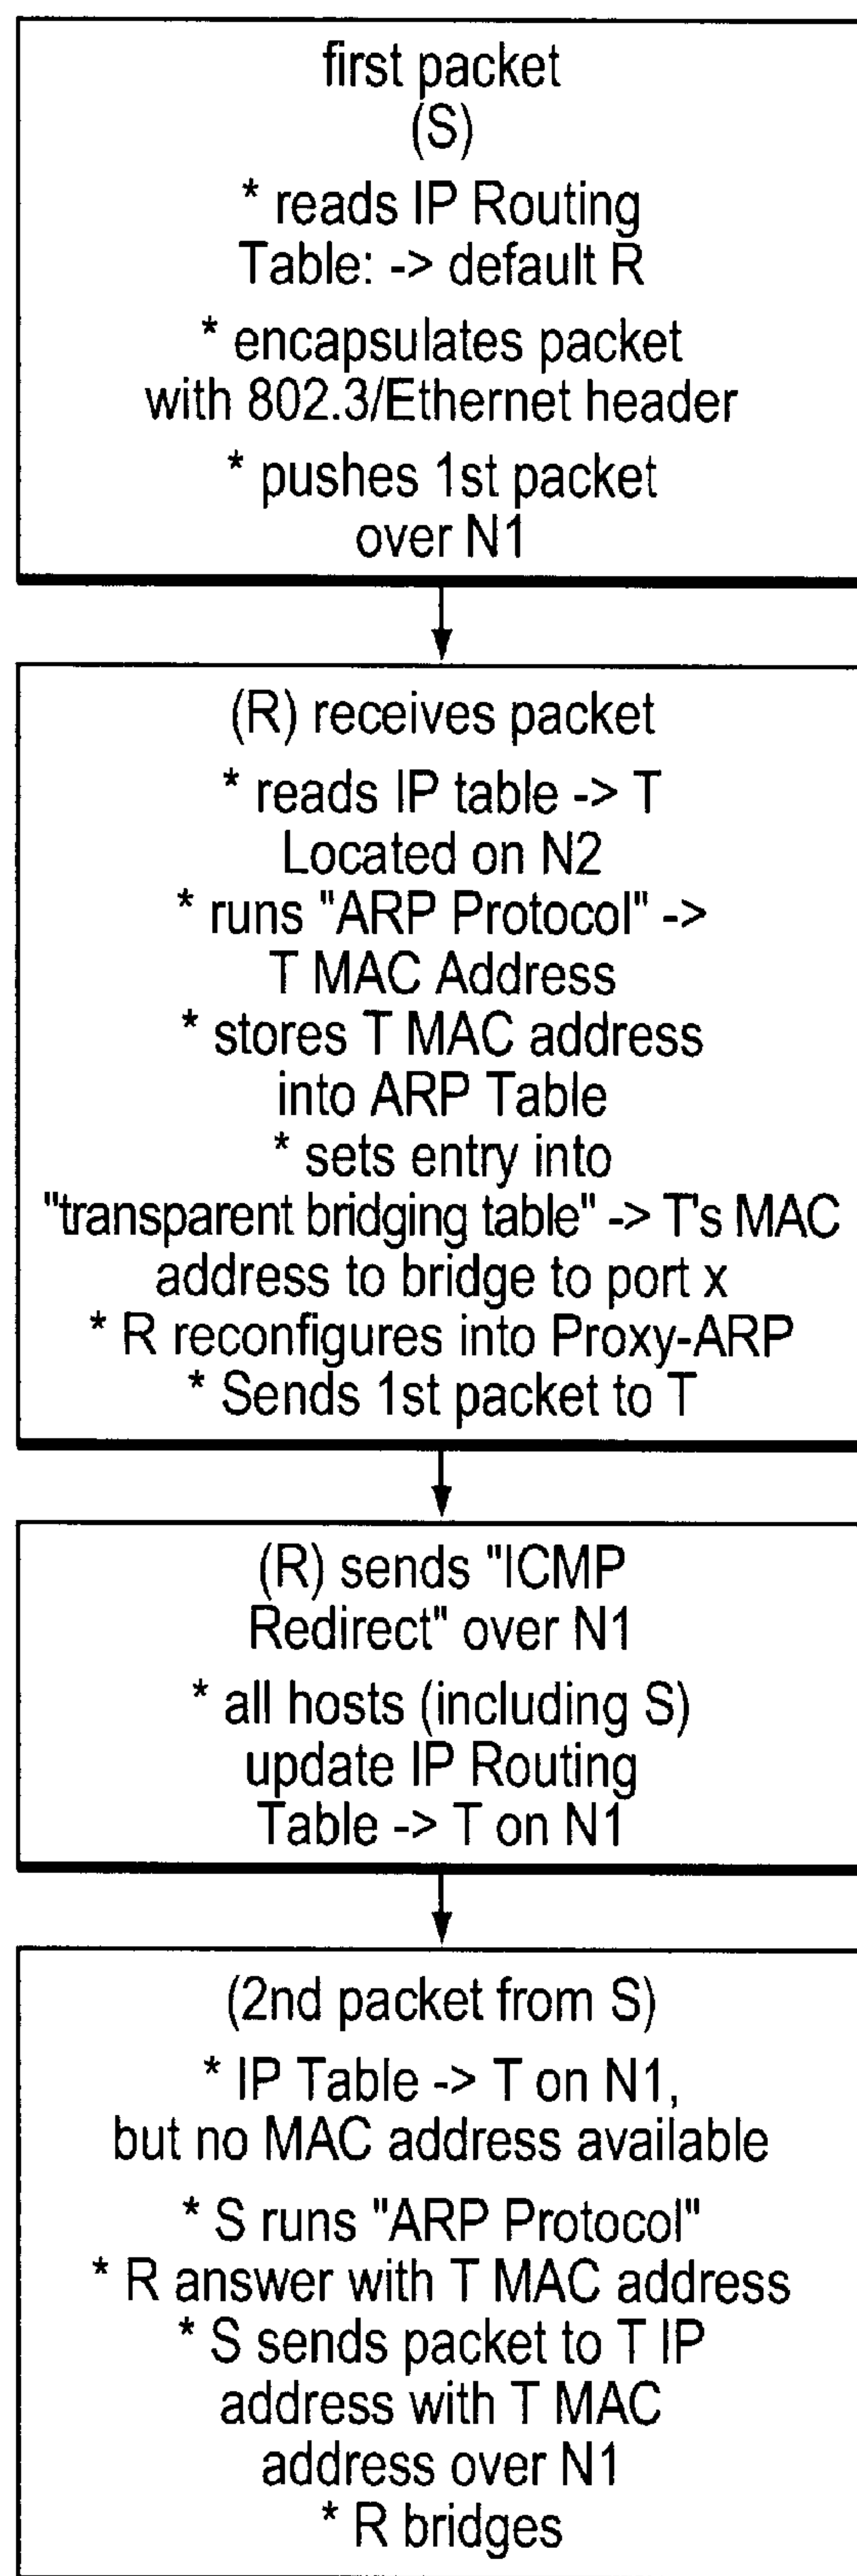 first packet
(S)
* reads IP Routing
Table: -> default R
* encapsulates packet
with 802.3/Ethernet header
* pushes 1st packet
over N1
(R) receives packet
* reads IP table -> T
Located on N2
* runs "ARP Protocol" ->
T MAC Address
* stores T MAC address
into ARP Table
* sets entry into
"transparent bridging table" -> T's MAC
address to bridge to port x
* R reconfigures into Proxy-ARP
* Sends 1st packet to T
(R) sends "ICMP
Redirect" over N1
* all hosts (including S)
update IP Routing
Table -> T on N1
(2nd packet from S)
* IP Table -> T on N1,
but no MAC address available
* S runs "ARP Protocol"
* R answer with T MAC address
* S sends packet to T IP
address with T MAC
address over N1
* R bridges